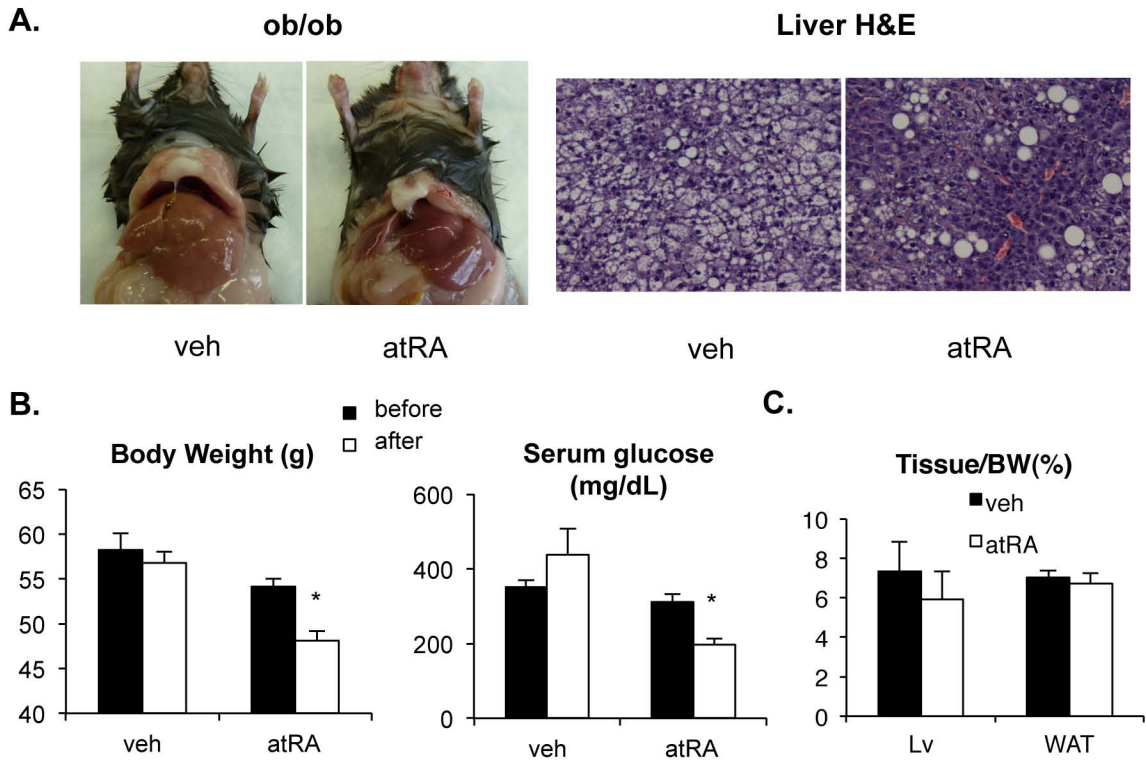 A.
ob/ob
Liver H&E
veh
atRA
veh
atRA
B.
before
after
Body Weight (g)
65
60
55
50
45
40
*
veh
atRA
Serum glucose
(mg/dL)
600
400
200
0
*
veh
atRA
C.
Tissue/BW(%)
veh
atRA
10
8
6
4
2
0
Lv
WAT